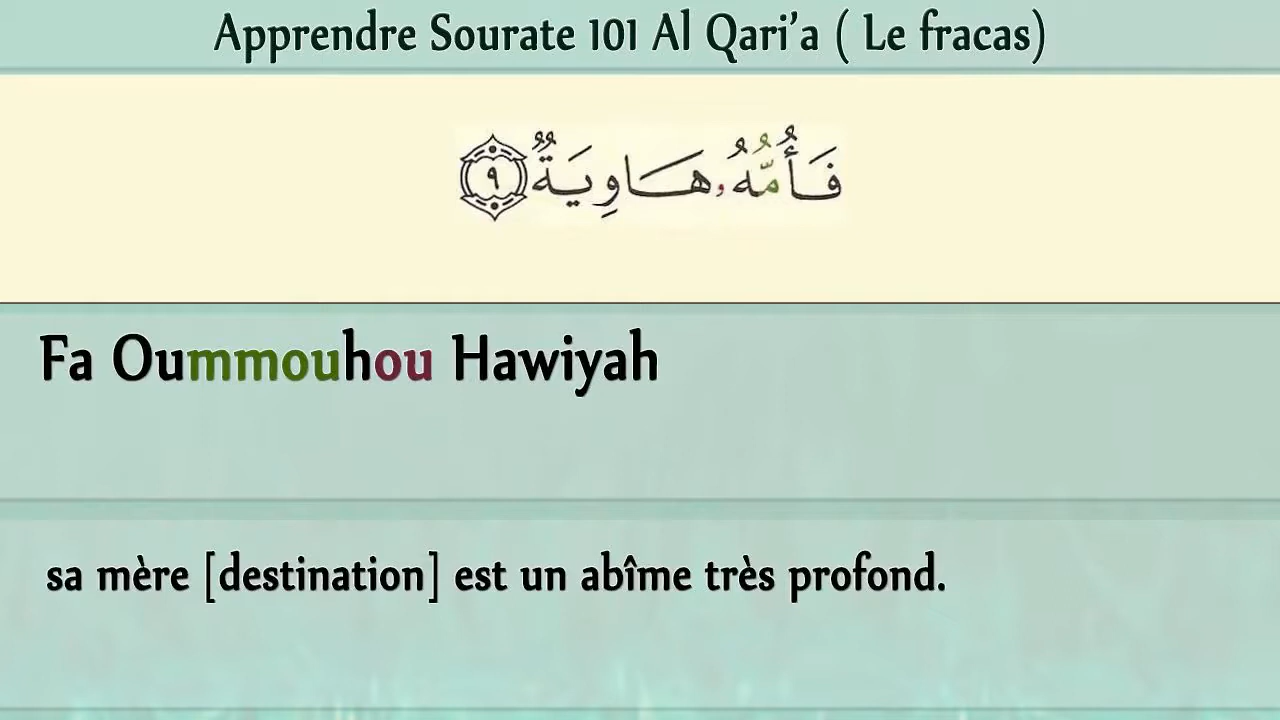 Apprendre Sourate 101 Al Qari’a ( Le fracas)
فَأُمُّهُۥ هَاوِيَةٌ ٩
Fa Oummouhou Hawiyah
sa mère [destination] est un abîme très profond.